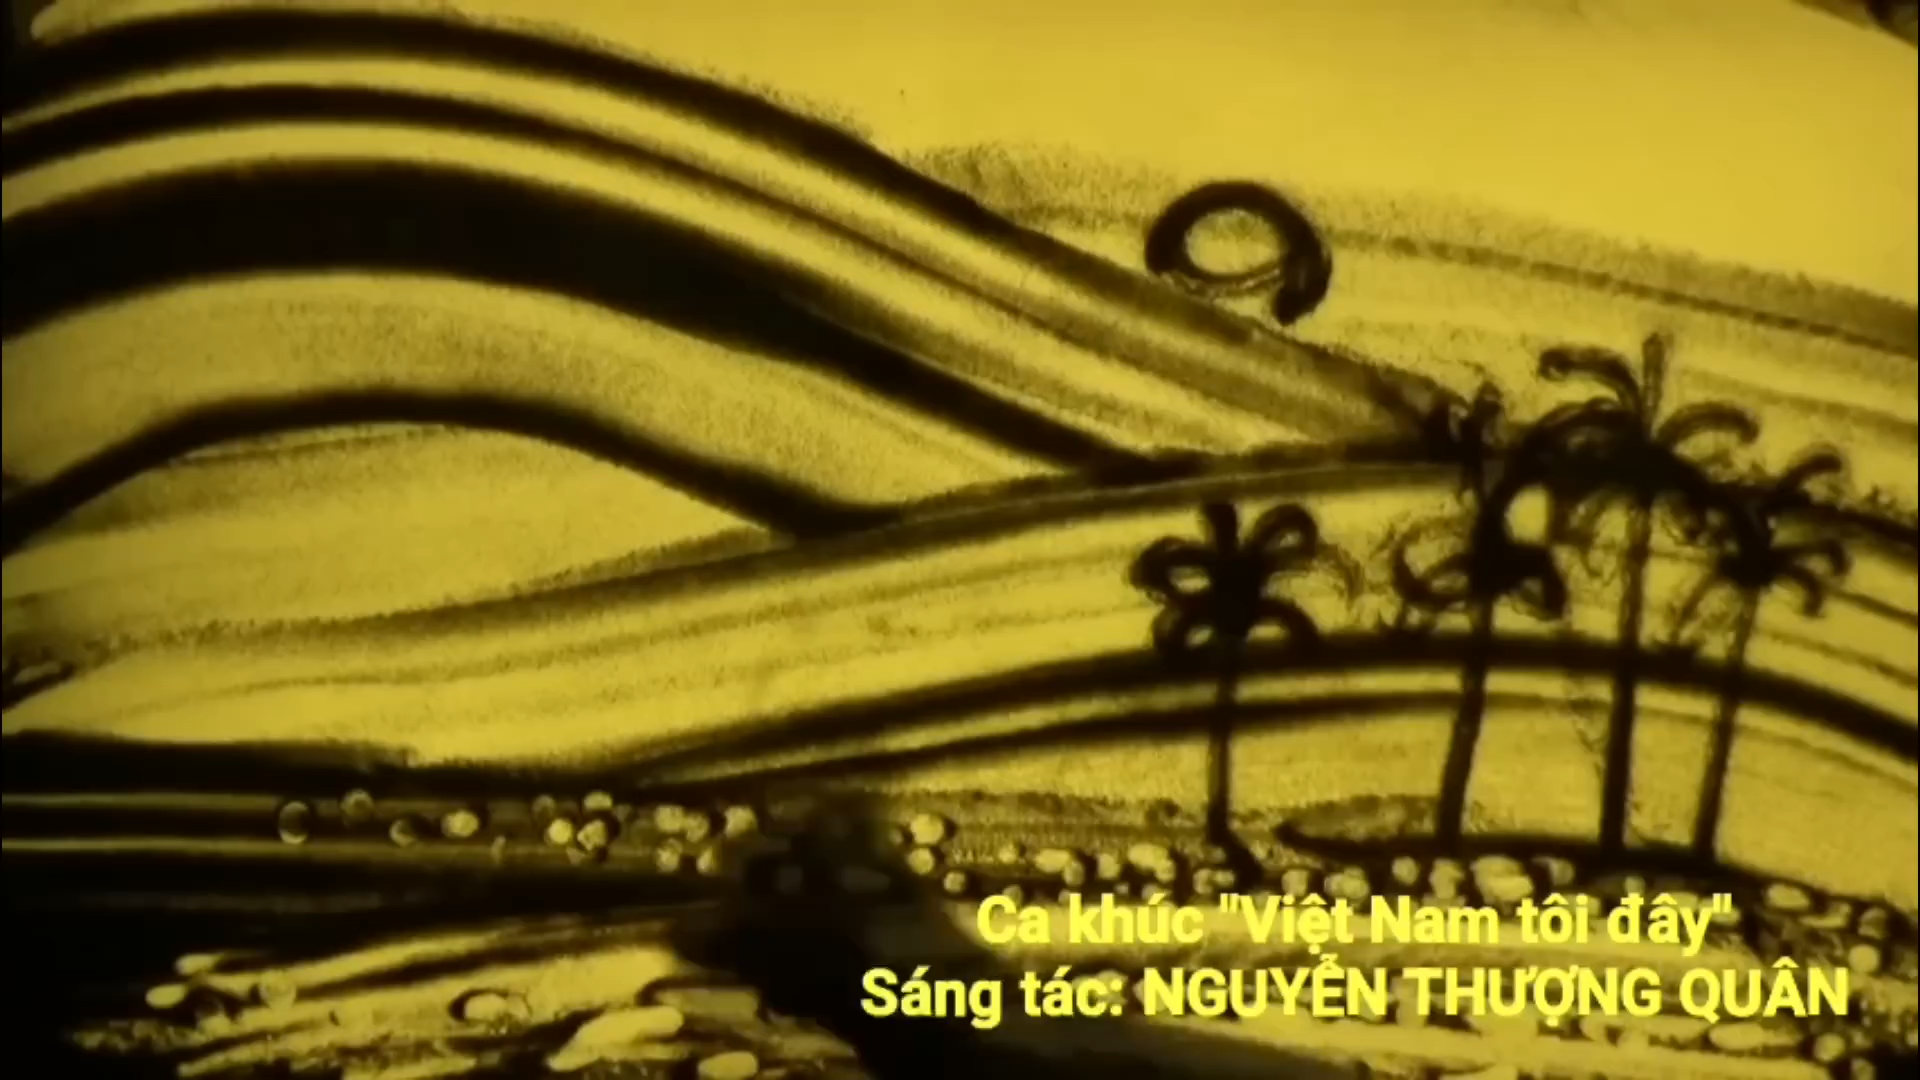 Ca khúc "Việt Nam tôi đây"
Sáng tác: NGUYỄN THƯỢNG QUÂN